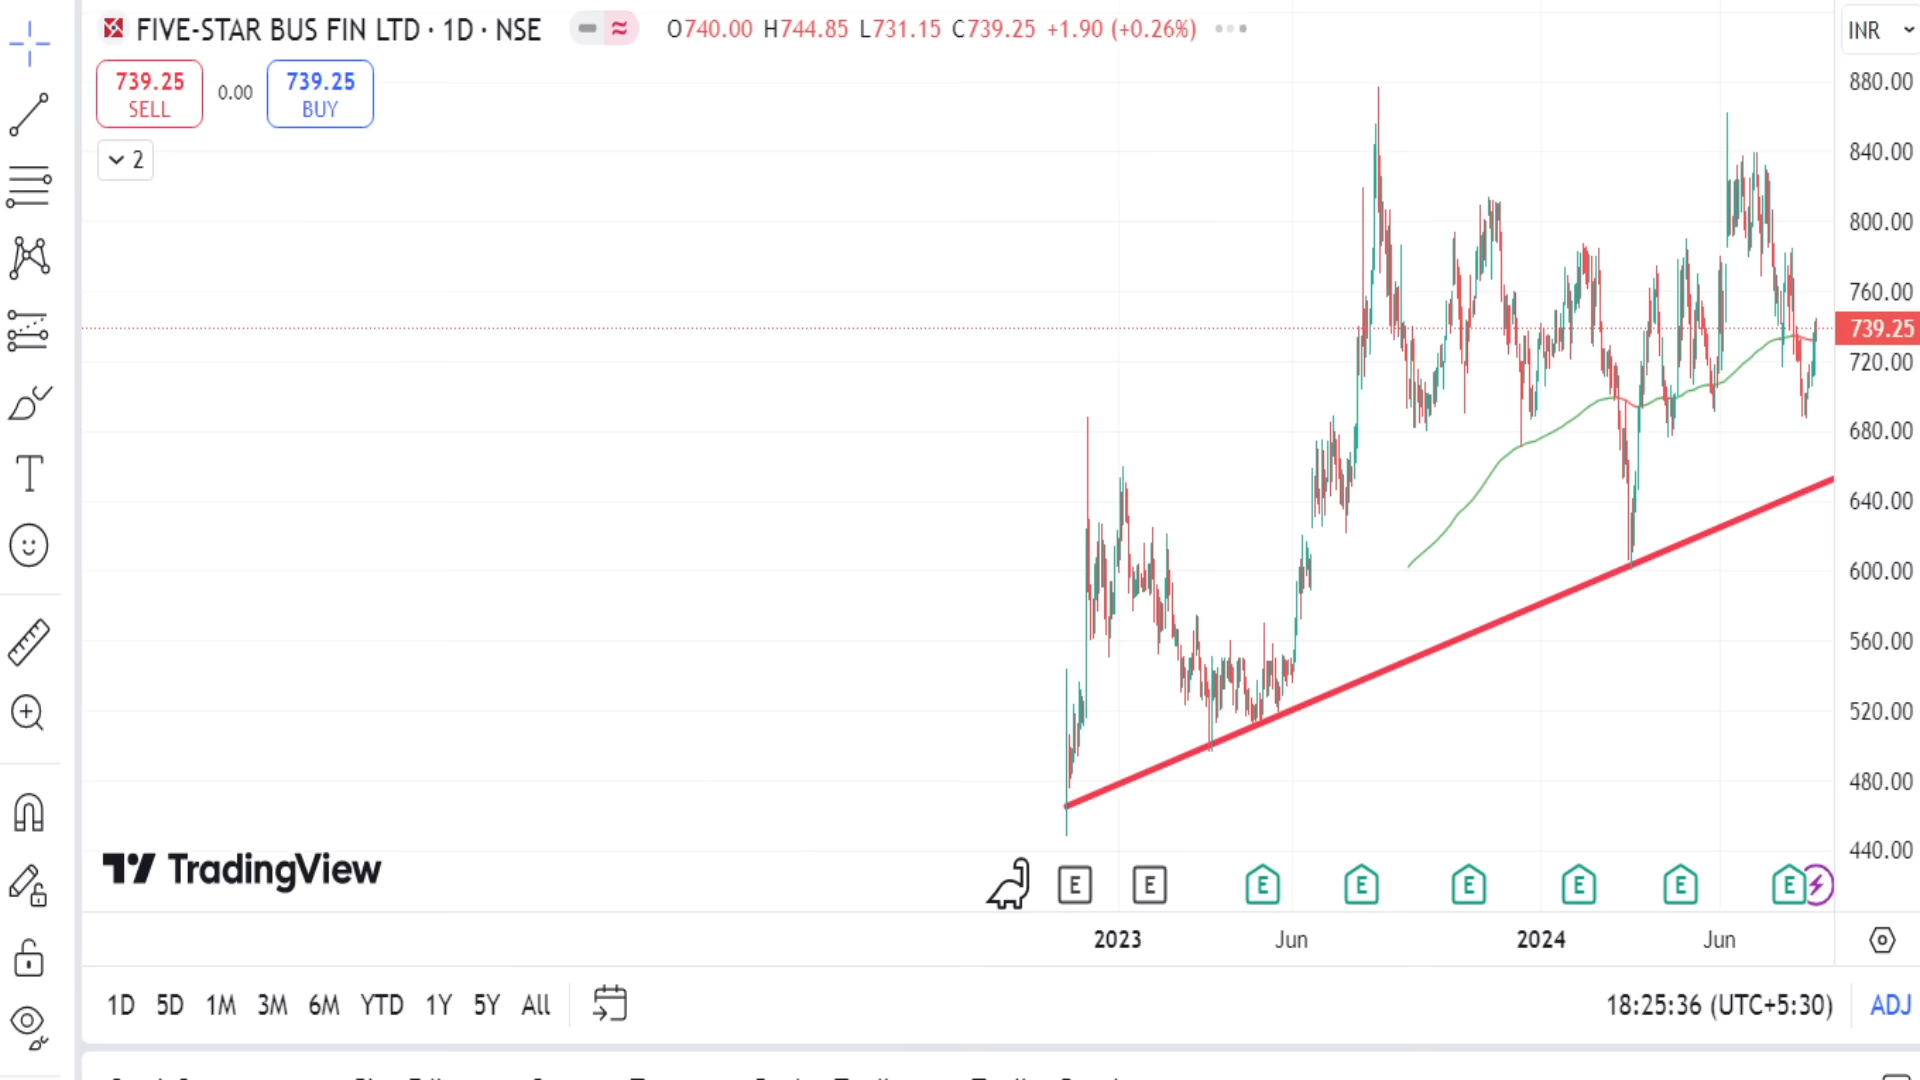 FIVE-STAR BUS FIN LTD · 1D · NSE
O740.00 H744.85 L731.15 C739.25 +1.90 (+0.26%)
INR
739.25
SELL
0.00
739.25
BUY
2
880.00
840.00
800.00
760.00
739.25
720.00
680.00
640.00
600.00
560.00
520.00
480.00
440.00
TradingView
E E E E E E E E
2023 Jun 2024 Jun
1D 5D 1M 3M 6M YTD 1Y 5Y All
18:25:36 (UTC+5:30) ADJ